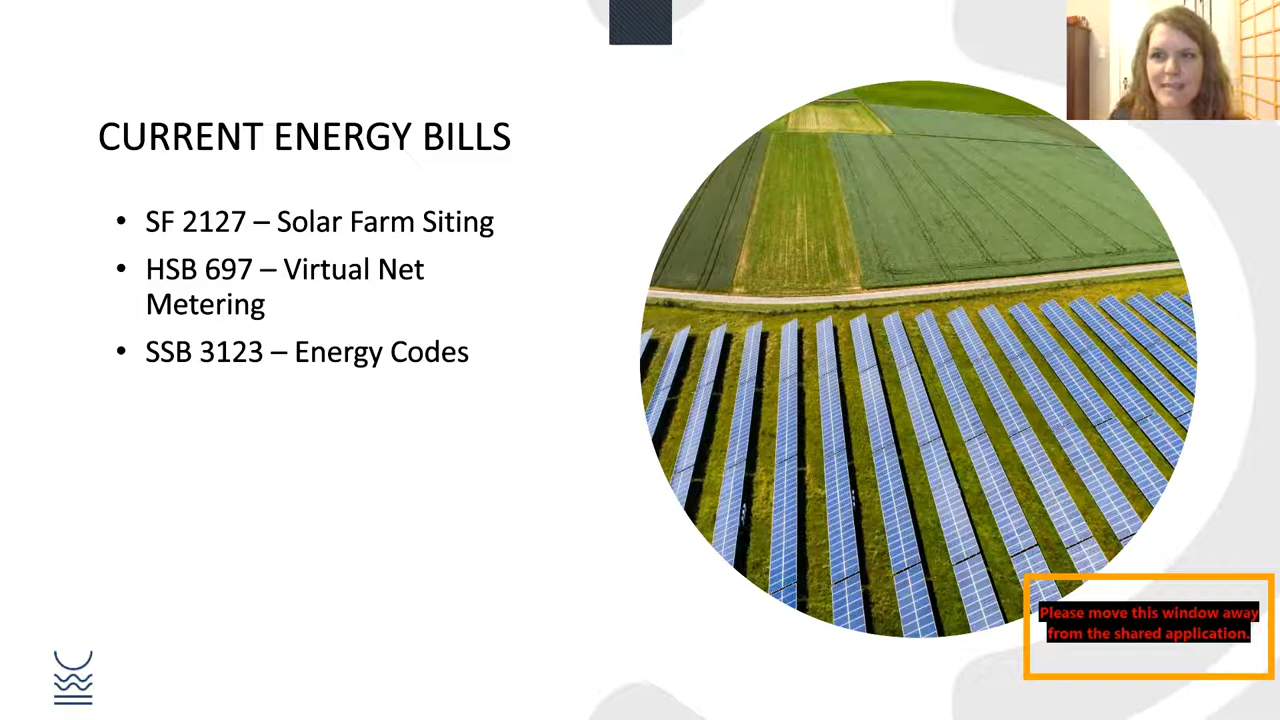 CURRENT ENERGY BILLS
• SF 2127 – Solar Farm Siting
• HSB 697 – Virtual Net
Metering
• SSB 3123 – Energy Codes
Please move this window away
from the shared application.